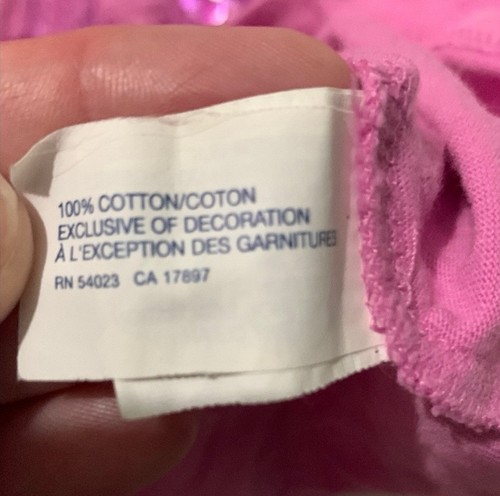 100% COTTON/COTON
EXCLUSIVE OF DECORATION
À L'EXCEPTION DES GARNITURES
RN 54023 CA 17897